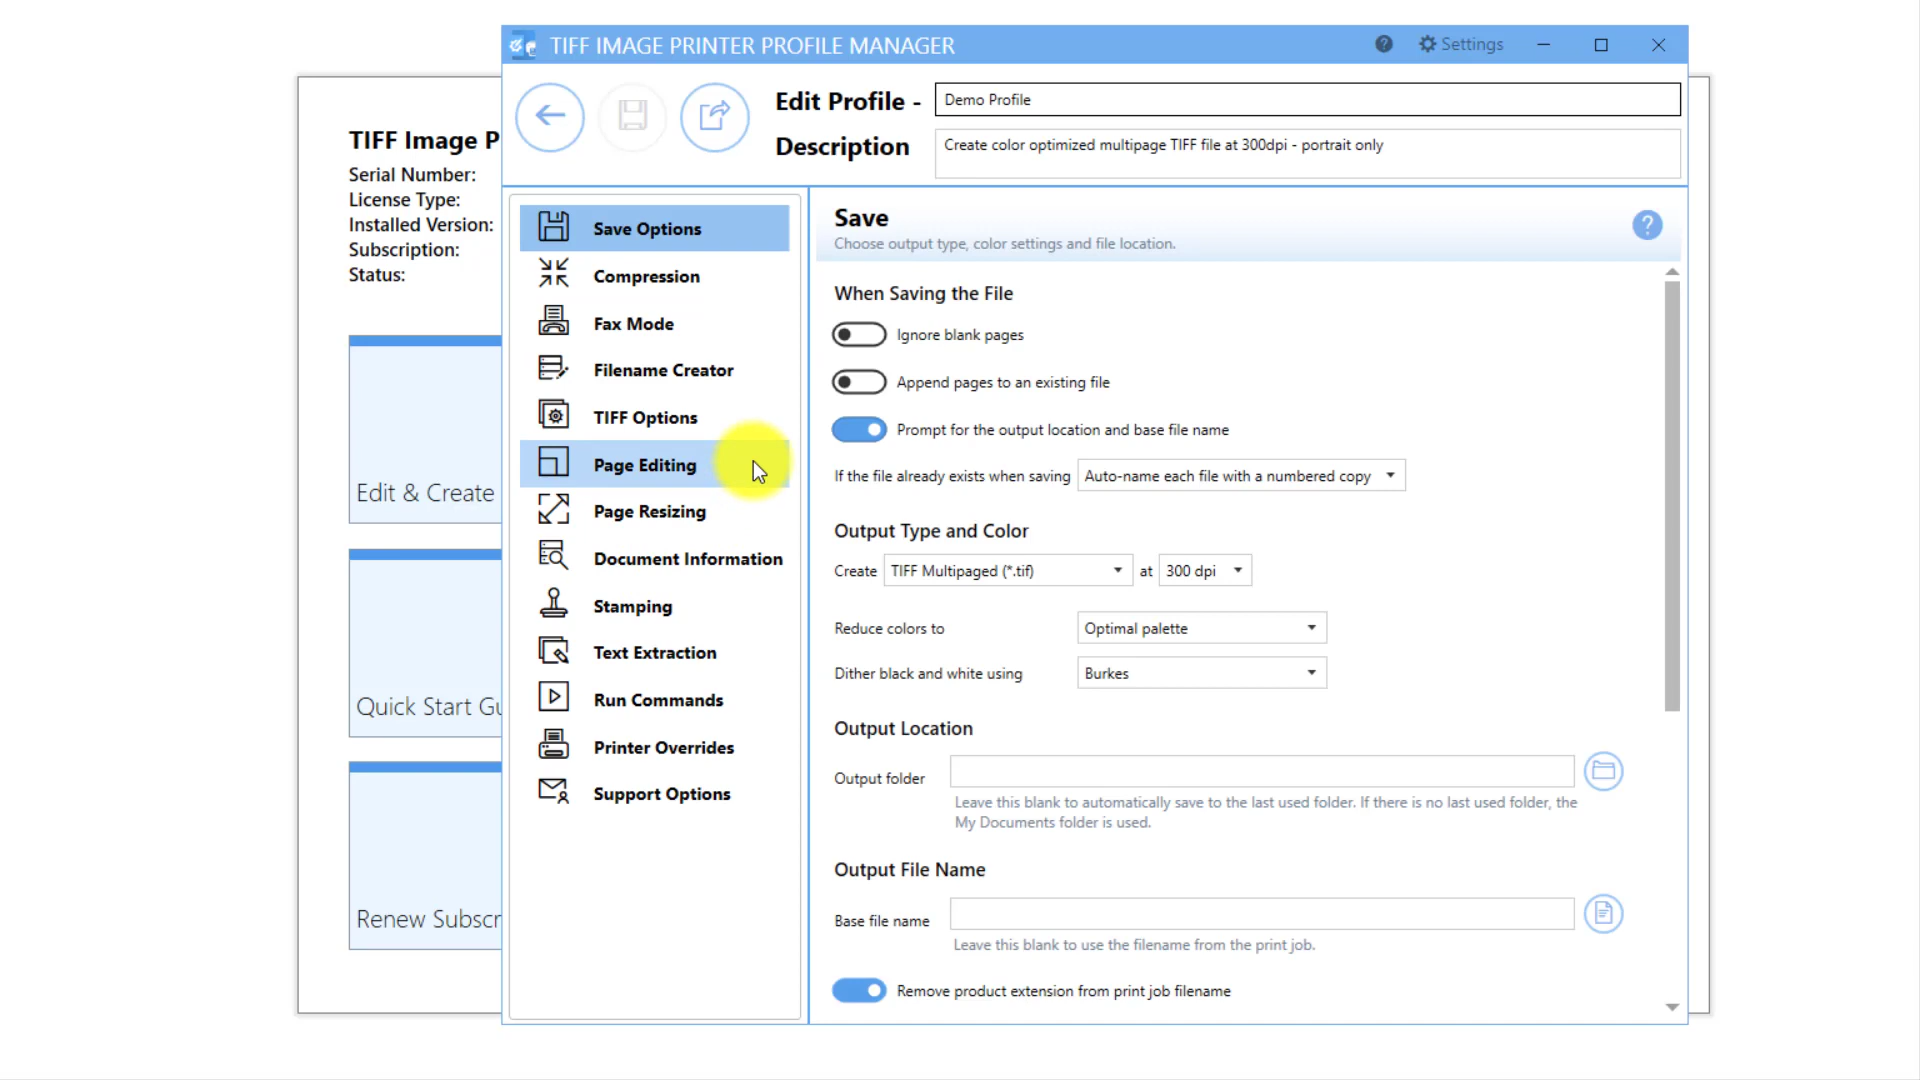 TIFF IMAGE PRINTER PROFILE MANAGER
? Settings
Edit Profile - Demo Profile
Description Create color optimized multipage TIFF file at 300dpi - portrait only
TIFF Image P
Serial Number:
License Type:
Installed Version:
Subscription:
Status:
Edit & Create
Quick Start Gu
Renew Subscr
Save Options
Compression
Fax Mode
Filename Creator
TIFF Options
Page Editing
Page Resizing
Document Information
Stamping
Text Extraction
Run Commands
Printer Overrides
Support Options
Save
?
Choose output type, color settings and file location.
When Saving the File
Ignore blank pages
Append pages to an existing file
Prompt for the output location and base file name
If the file already exists when saving Auto-name each file with a numbered copy
Output Type and Color
Create TIFF Multipaged (*.tif) at 300 dpi
Reduce colors to Optimal palette
Dither black and white using Burkes
Output Location
Output folder
Leave this blank to automatically save to the last used folder. If there is no last used folder, the
My Documents folder is used.
Output File Name
Base file name
Leave this blank to use the filename from the print job.
Remove product extension from print job filename